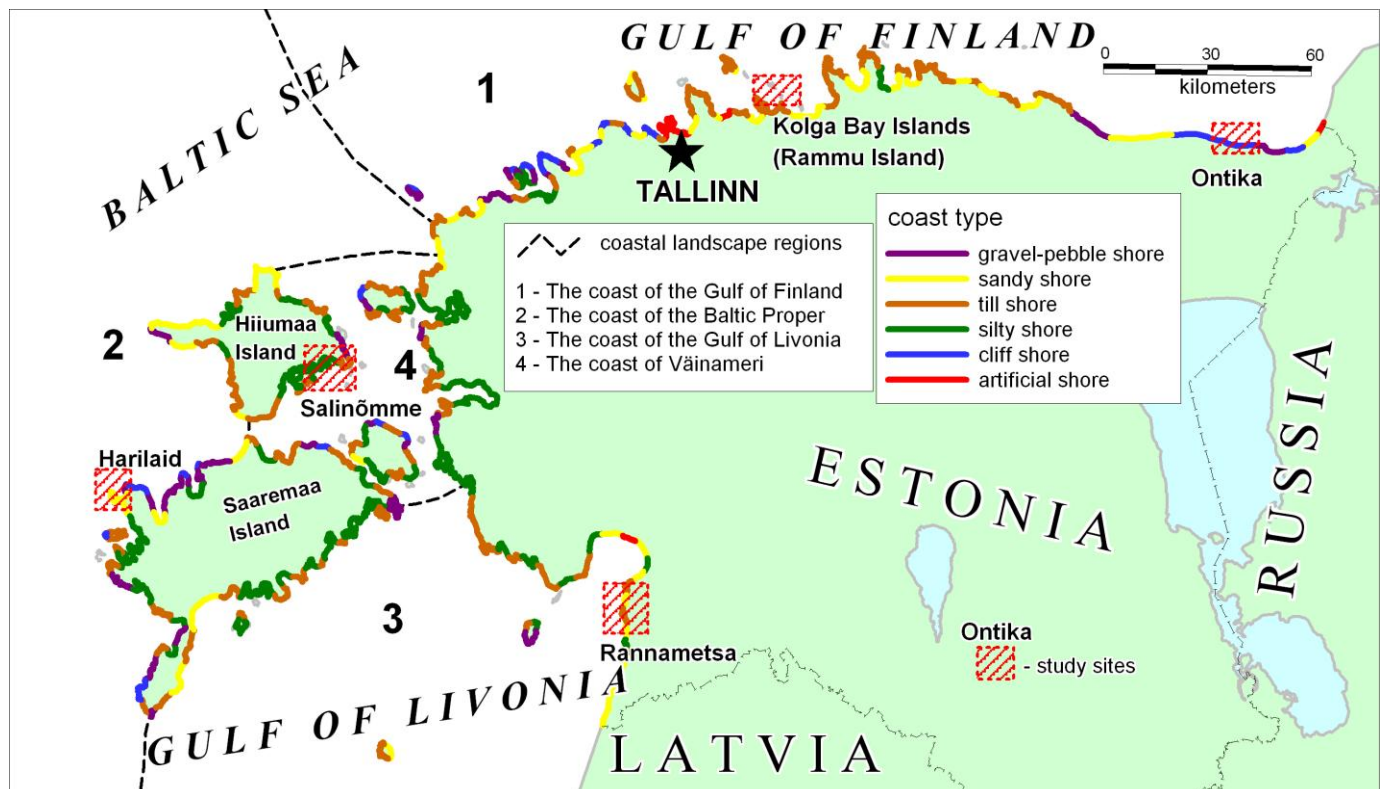 GULF OF FINLAND
BALTIC SEA
0 30 60
kilometers
1
Kolga Bay Islands
(Rammu Island)
TALLINN
Ontika
coastal landscape regions
1 - The coast of the Gulf of Finland
2 - The coast of the Baltic Proper
3 - The coast of the Gulf of Livonia
4 - The coast of Väinameri
coast type
gravel-pebble shore
sandy shore
till shore
silty shore
cliff shore
artificial shore
2
Hiiumaa
Island
4
Salinõmme
Harilaid
Saaremaa
Island
ESTONIA
RUSSIA
3
Rannametsa
Ontika
- study sites
GULF OF LIVONIA
LATVIA